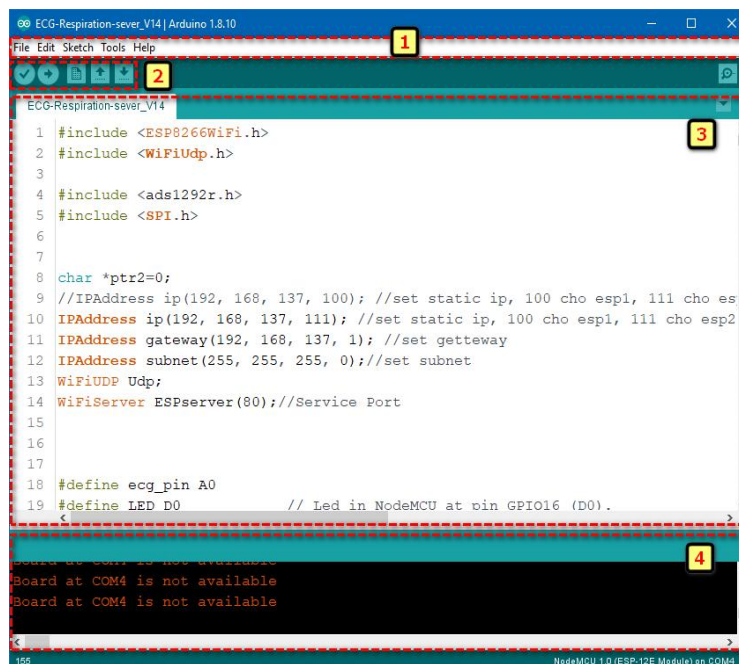 ECG-Respiration-sever_V14 | Arduino 1.8.10
File Edit Sketch Tools Help
1
2
ECG-Respiration-sever_V14
3
1 #include <ESP8266WiFi.h>
2 #include <WiFiUdp.h>
3
4 #include <ads1292r.h>
5 #include <SPI.h>
6
7
8 char *ptr2=0;
9 //IPAddress ip(192, 168, 137, 100); //set static ip, 100 cho esp1, 111 cho es
10 IPAddress ip(192, 168, 137, 111); //set static ip, 100 cho esp1, 111 cho esp2
11 IPAddress gateway(192, 168, 137, 1); //set getteway
12 IPAddress subnet(255, 255, 255, 0);//set subnet
13 WiFiUDP Udp;
14 WiFiServer ESPserver(80);//Service Port
15
16
17
18 #define ecg_pin A0
19 #define LED D0 // Led in NodeMCU at pin GPIO16 (D0).
4
Board at COM4 is not available
Board at COM4 is not available
Board at COM4 is not available
155
NodeMCU 1.0 (ESP-12E Module) on COM4